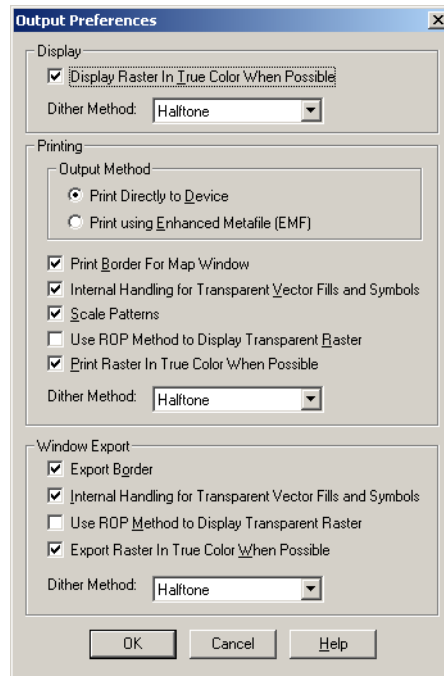 Output Preferences
Display
Display Raster In True Color When Possible
Dither Method: Halftone
Printing
Output Method
Print Directly to Device
Print using Enhanced Metafile (EMF)
Print Border For Map Window
Internal Handling for Transparent Vector Fills and Symbols
Scale Patterns
Use ROP Method to Display Transparent Raster
Print Raster In True Color When Possible
Dither Method: Halftone
Window Export
Export Border
Internal Handling for Transparent Vector Fills and Symbols
Use ROP Method to Display Transparent Raster
Export Raster In True Color When Possible
Dither Method: Halftone
OK Cancel Help